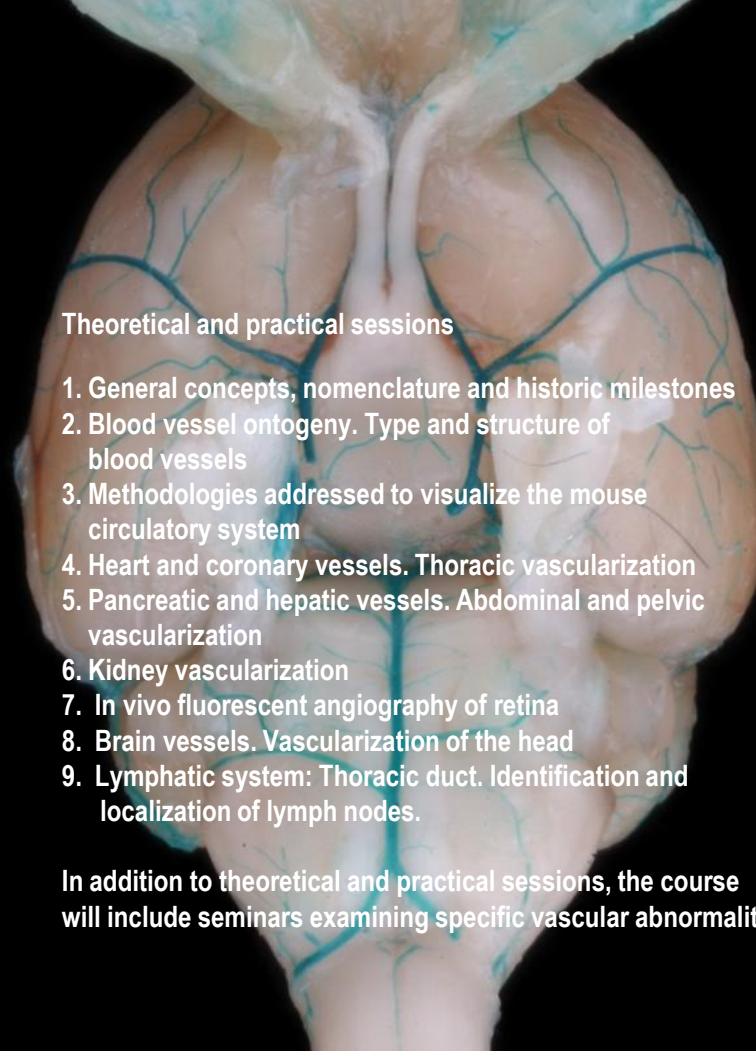 Theoretical and practical sessions
1. General concepts, nomenclature and historic milestones
2. Blood vessel ontogeny. Type and structure of
blood vessels
3. Methodologies addressed to visualize the mouse
circulatory system
4. Heart and coronary vessels. Thoracic vascularization
5. Pancreatic and hepatic vessels. Abdominal and pelvic
vascularization
6. Kidney vascularization
7. In vivo fluorescent angiography of retina
8. Brain vessels. Vascularization of the head
9. Lymphatic system: Thoracic duct. Identification and
localization of lymph nodes.
In addition to theoretical and practical sessions, the course
will include seminars examining specific vascular abnormalit